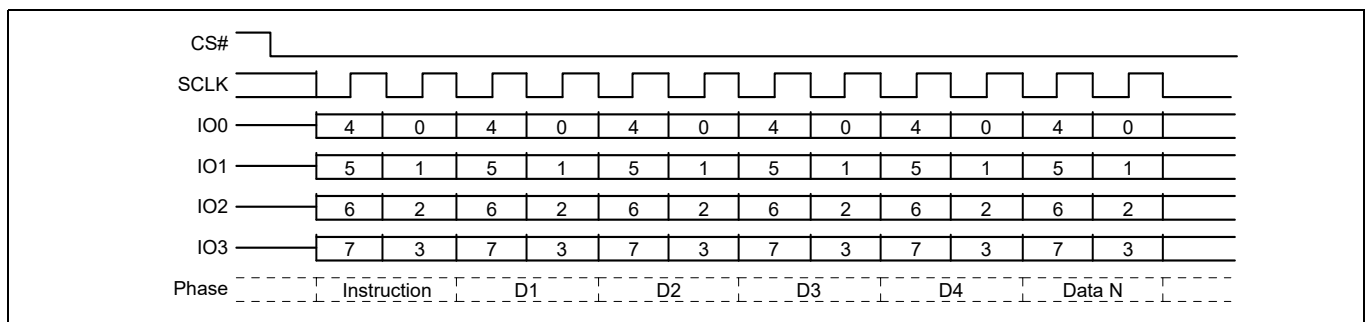 CS#
SCLK
IO0 4 0 4 0 4 0 4 0 4 0 4 0
IO1 5 1 5 1 5 1 5 1 5 1 5 1
IO2 6 2 6 2 6 2 6 2 6 2 6 2
IO3 7 3 7 3 7 3 7 3 7 3 7 3
Phase Instruction D1 D2 D3 D4 Data N